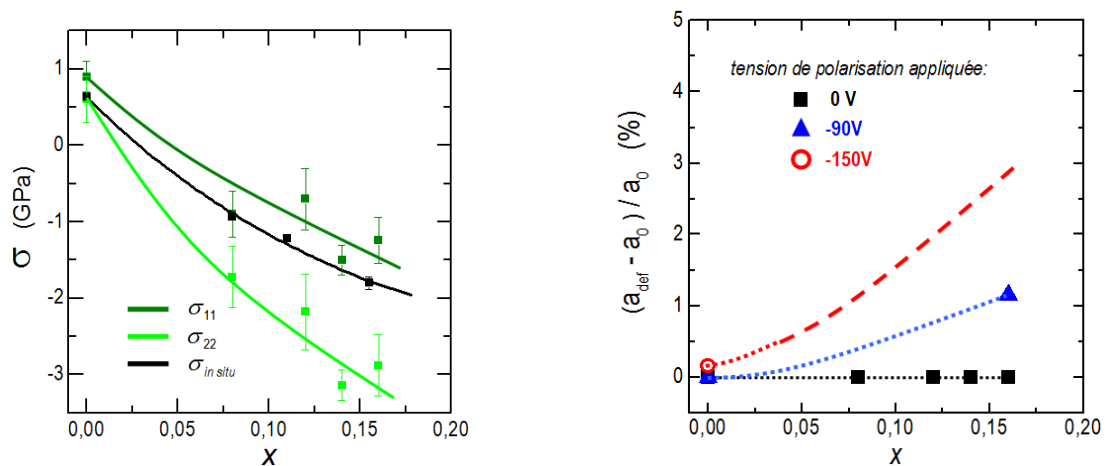 1
0
-1
-2
-3
σ (GPa)
σ11
σ22
σin situ
0,00 0,05 0,10 0,15 0,20
x
5
4
3
2
1
0
(adef - a0 ) / a0 (%)
tension de polarisation appliquée:
0 V
-90V
-150V
0,00 0,05 0,10 0,15 0,20
x